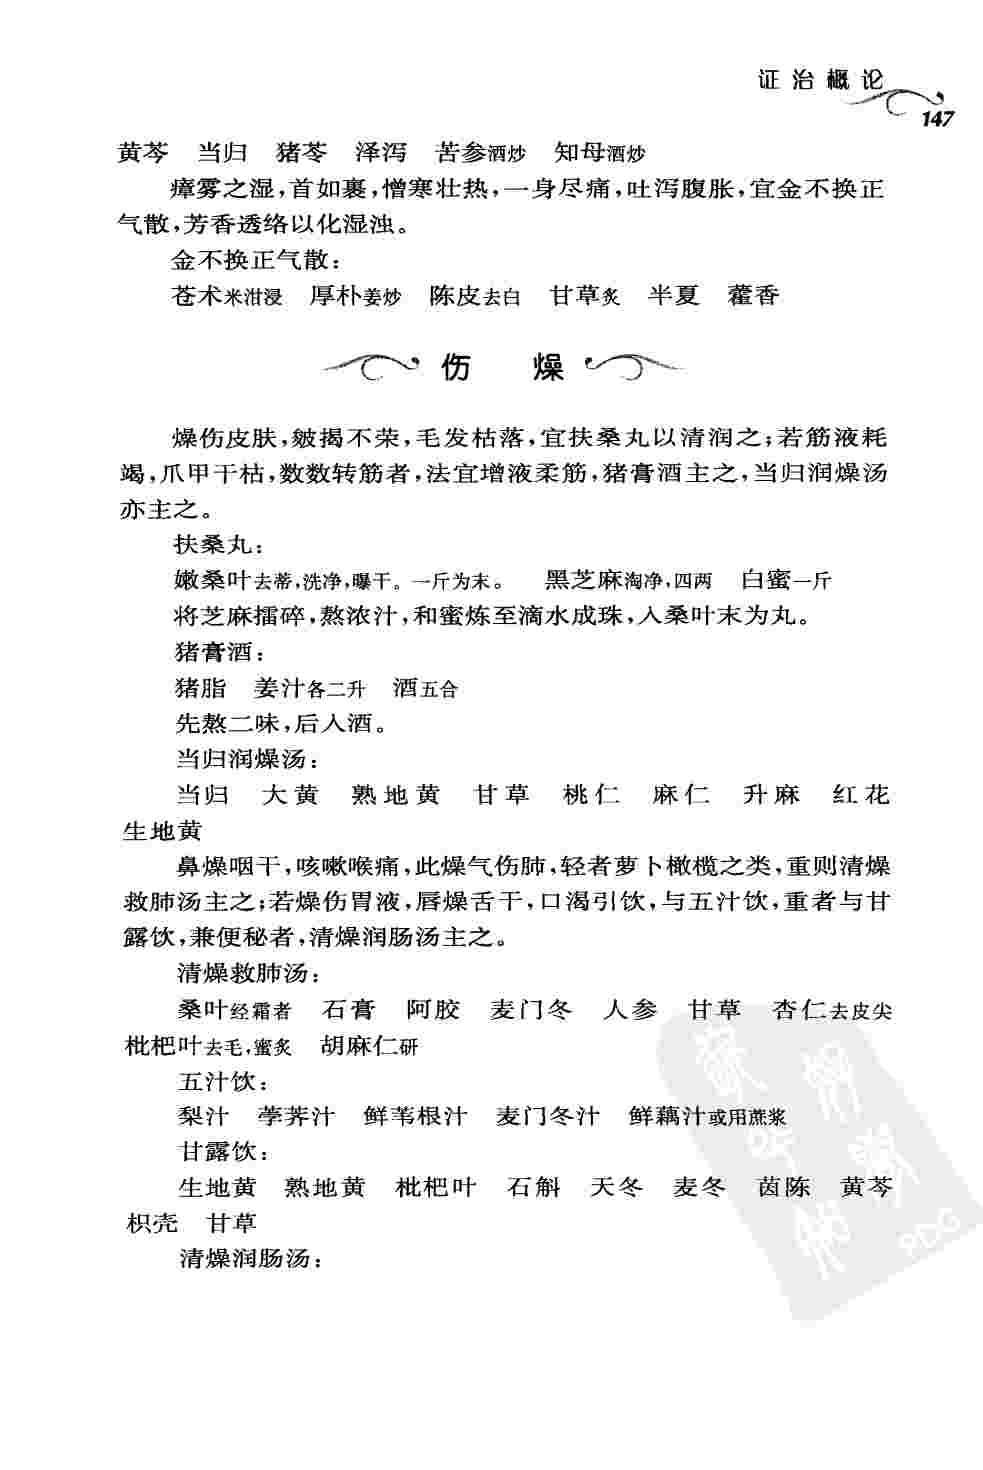 证治概论
147
黄芩　当归　猪苓　泽泻　苦参酒炒　知母酒炒
瘴雾之湿,首如裹,憎寒壮热,一身尽痛,吐泻腹胀,宜金不换正
气散,芳香透络以化湿浊。
金不换正气散:
苍术米泔浸　厚朴姜炒　陈皮去白　甘草炙　半夏　藿香
伤　燥
燥伤皮肤,皴揭不荣,毛发枯落,宜扶桑丸以清润之;若筋液耗
竭,爪甲干枯,数数转筋者,法宜增液柔筋,猪膏酒主之,当归润燥汤
亦主之。
扶桑丸:
嫩桑叶去蒂,洗净,曝干。一斤为末。　黑芝麻淘净,四两　白蜜一斤
将芝麻擂碎,熬浓汁,和蜜炼至滴水成珠,入桑叶末为丸。
猪膏酒:
猪脂　姜汁各二升　酒五合
先熬二味,后入酒。
当归润燥汤:
当归　大黄　熟地黄　甘草　桃仁　麻仁　升麻　红花
生地黄
鼻燥咽干,咳嗽喉痛,此燥气伤肺,轻者萝卜橄榄之类,重则清燥
救肺汤主之;若燥伤胃液,唇燥舌干,口渴引饮,与五汁饮,重者与甘
露饮,兼便秘者,清燥润肠汤主之。
清燥救肺汤:
桑叶经霜者　石膏　阿胶　麦门冬　人参　甘草　杏仁去皮尖
枇杷叶去毛,蜜炙　胡麻仁研
五汁饮:
梨汁　荸荠汁　鲜苇根汁　麦门冬汁　鲜藕汁或用蔗浆
甘露饮:
生地黄　熟地黄　枇杷叶　石斛　天冬　麦冬　茵陈　黄芩
枳壳　甘草
清燥润肠汤:
PDG